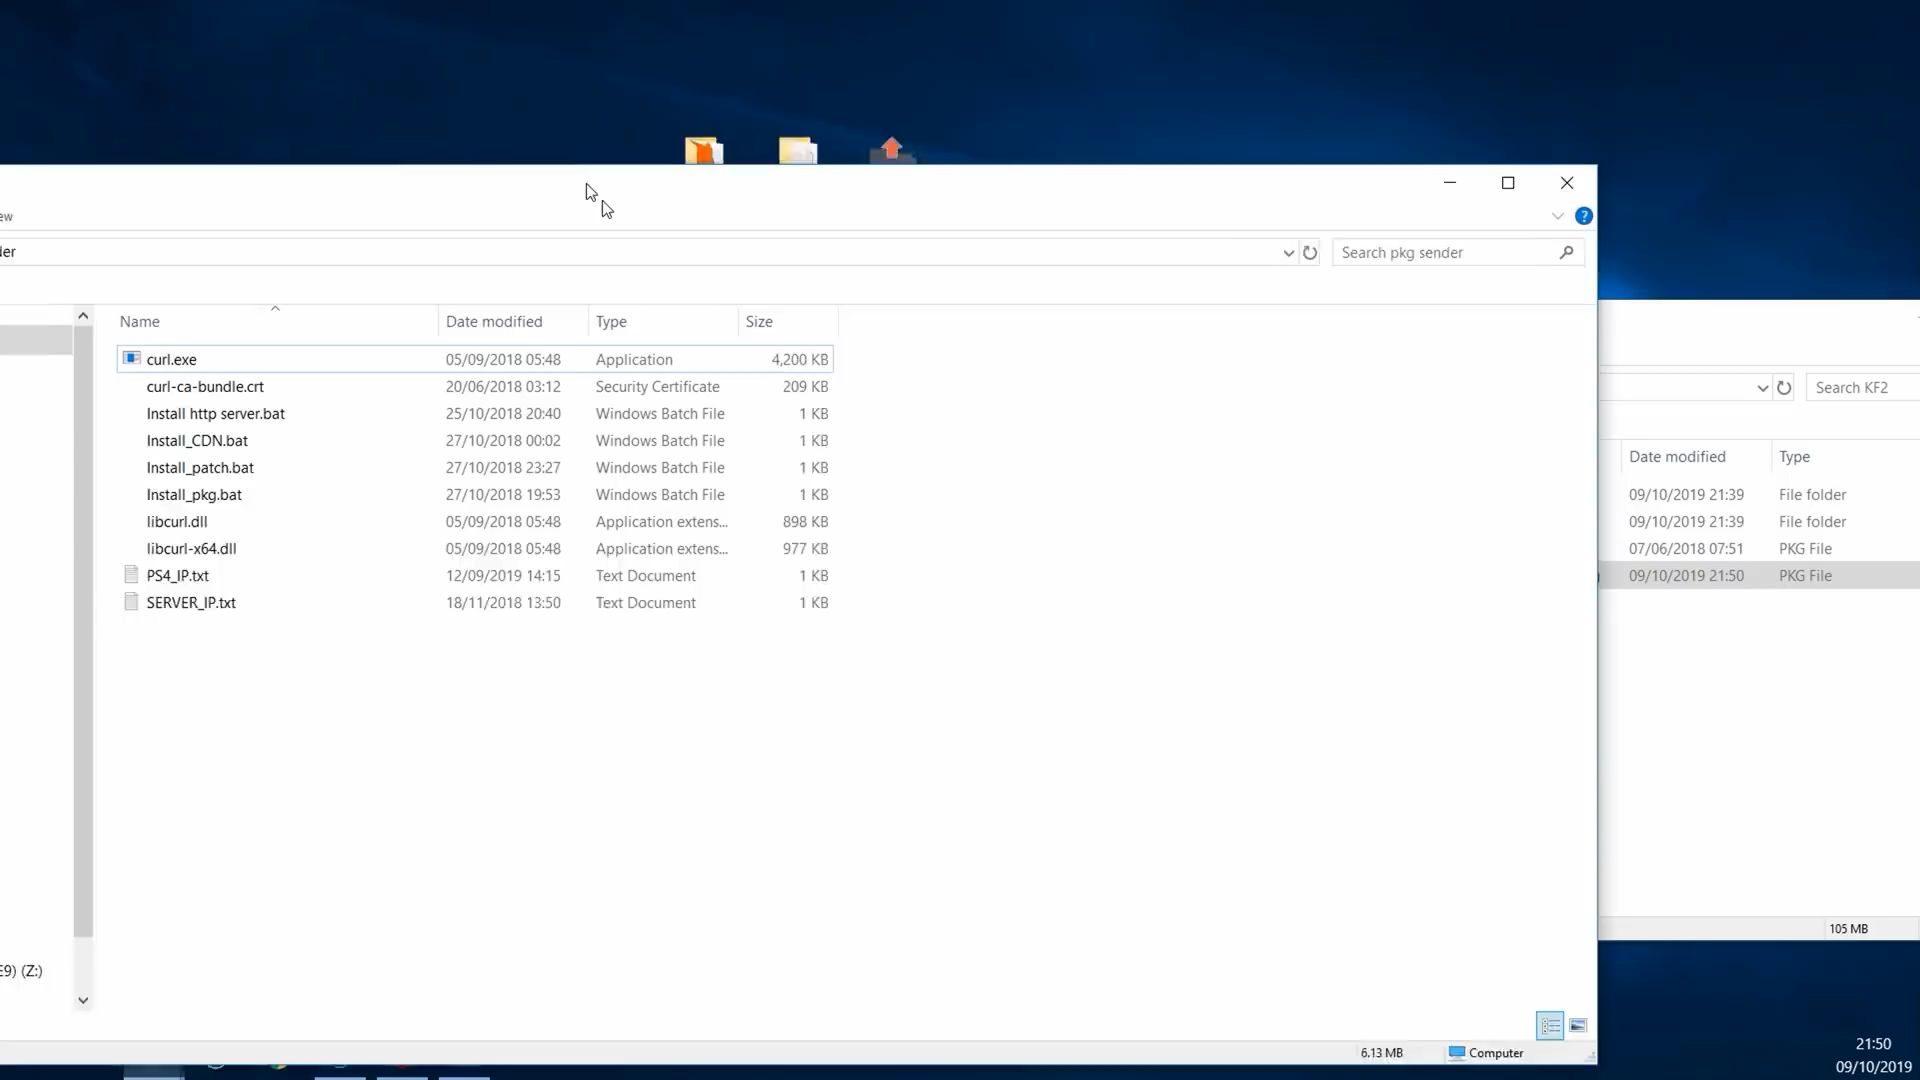 ew
der
Search pkg sender
Name Date modified Type Size
curl.exe 05/09/2018 05:48 Application 4,200 KB
curl-ca-bundle.crt 20/06/2018 03:12 Security Certificate 209 KB
Install http server.bat 25/10/2018 20:40 Windows Batch File 1 KB
Install_CDN.bat 27/10/2018 00:02 Windows Batch File 1 KB
Install_patch.bat 27/10/2018 23:27 Windows Batch File 1 KB
Install_pkg.bat 27/10/2018 19:53 Windows Batch File 1 KB
libcurl.dll 05/09/2018 05:48 Application extens... 898 KB
libcurl-x64.dll 05/09/2018 05:48 Application extens... 977 KB
PS4_IP.txt 12/09/2019 14:15 Text Document 1 KB
SERVER_IP.txt 18/11/2018 13:50 Text Document 1 KB
E9) (Z:)
6.13 MB Computer
Search KF2
Date modified Type
09/10/2019 21:39 File folder
09/10/2019 21:39 File folder
07/06/2018 07:51 PKG File
09/10/2019 21:50 PKG File
105 MB
21:50
09/10/2019